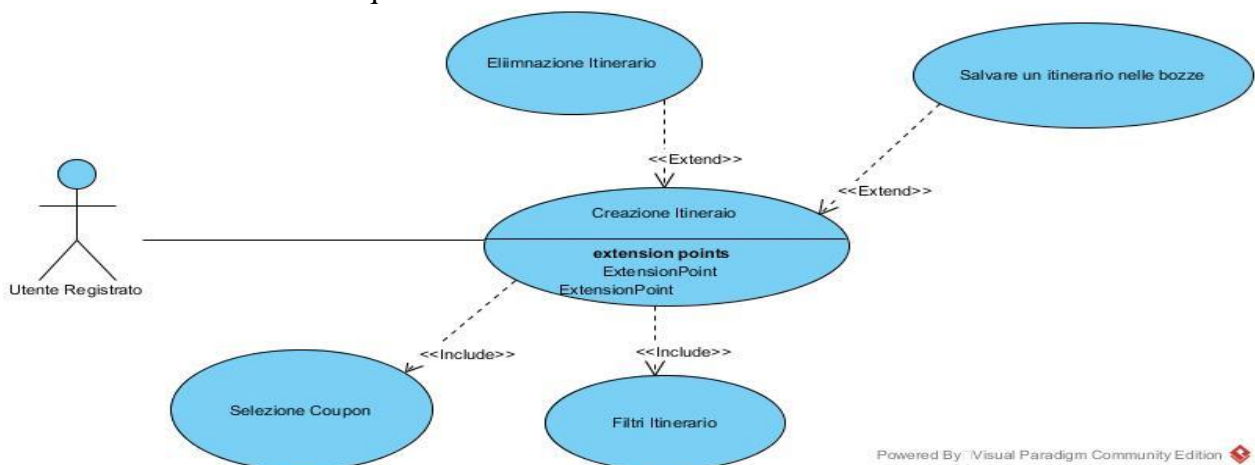 Eliimnazione Itinerario
Salvare un itinerario nelle bozze
<<Extend>>
<<Extend>>
Creazione Itineraio
extension points
ExtensionPoint
ExtensionPoint
Utente Registrato
<<Include>>
<<Include>>
Selezione Coupon
Filtri Itinerario
Powered By Visual Paradigm Community Edition